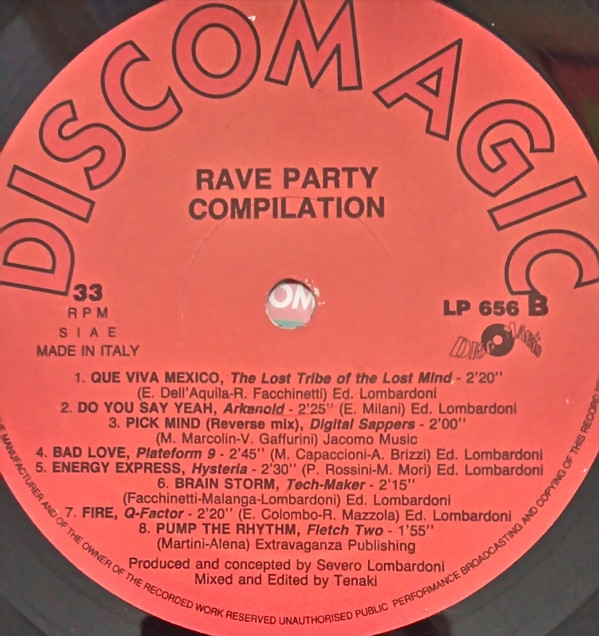 DISCOMAGIC
RAVE PARTY
COMPILATION
OM
33
RPM
SIAE
MADE IN ITALY
LP 656 B
DISCO Magic
1. QUE VIVA MEXICO, The Lost Tribe of the Lost Mind - 2'20"
(E. Dell'Aquila-R. Facchinetti) Ed. Lombardoni
2. DO YOU SAY YEAH, Arkanoid - 2'25" (E. Milani) Ed. Lombardoni
3. PICK MIND (Reverse mix), Digital Sappers - 2'00"
(M. Marcolin-V. Gaffurini) Jacomo Music
4. BAD LOVE, Plateform 9 - 2'45" (M. Capaccioni-A. Brizzi) Ed. Lombardoni
5. ENERGY EXPRESS, Hysteria - 2'30" (P. Rossini-M. Mori) Ed. Lombardoni
6. BRAIN STORM, Tech-Maker - 2'15"
(Facchinetti-Malanga-Lombardoni) Ed. Lombardoni
7. FIRE, Q-Factor - 2'20" (E. Colombo-R. Mazzola) Ed. Lombardoni
8. PUMP THE RHYTHM, Fletch Two - 1'55"
(Martini-Alena) Extravaganza Publishing
Produced and concepted by Severo Lombardoni
Mixed and Edited by Tenaki
MANUFACTURER AND OF THE OWNER OF THE RECORDED WORK RESERVED UNAUTHORISED PUBLIC PERFORMANCE BROADCASTING AND COPYING OF THIS RECORD